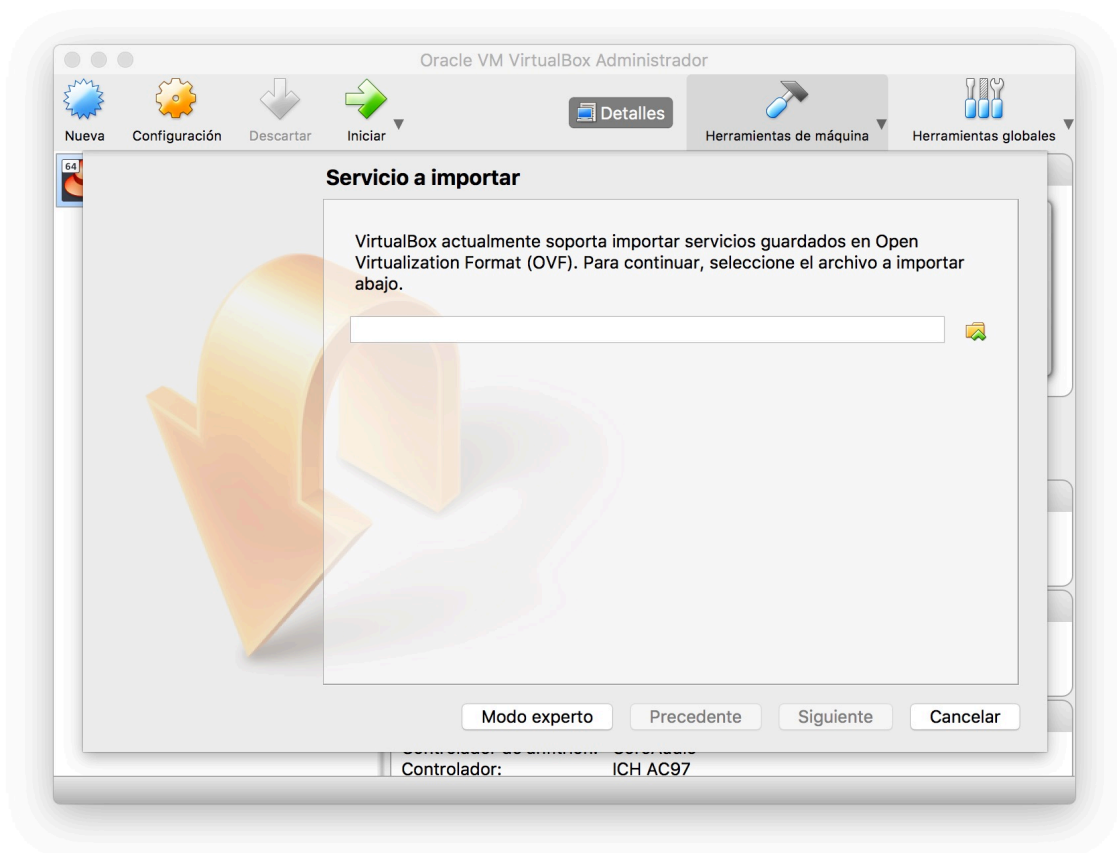 Oracle VM VirtualBox Administrador
Nueva
Configuración
Descartar
Iniciar
Detalles
Herramientas de máquina
Herramientas globales
64
Servicio a importar
VirtualBox actualmente soporta importar servicios guardados en Open
Virtualization Format (OVF). Para continuar, seleccione el archivo a importar
abajo.
Modo experto
Precedente
Siguiente
Cancelar
Controlador:
ICH AC97